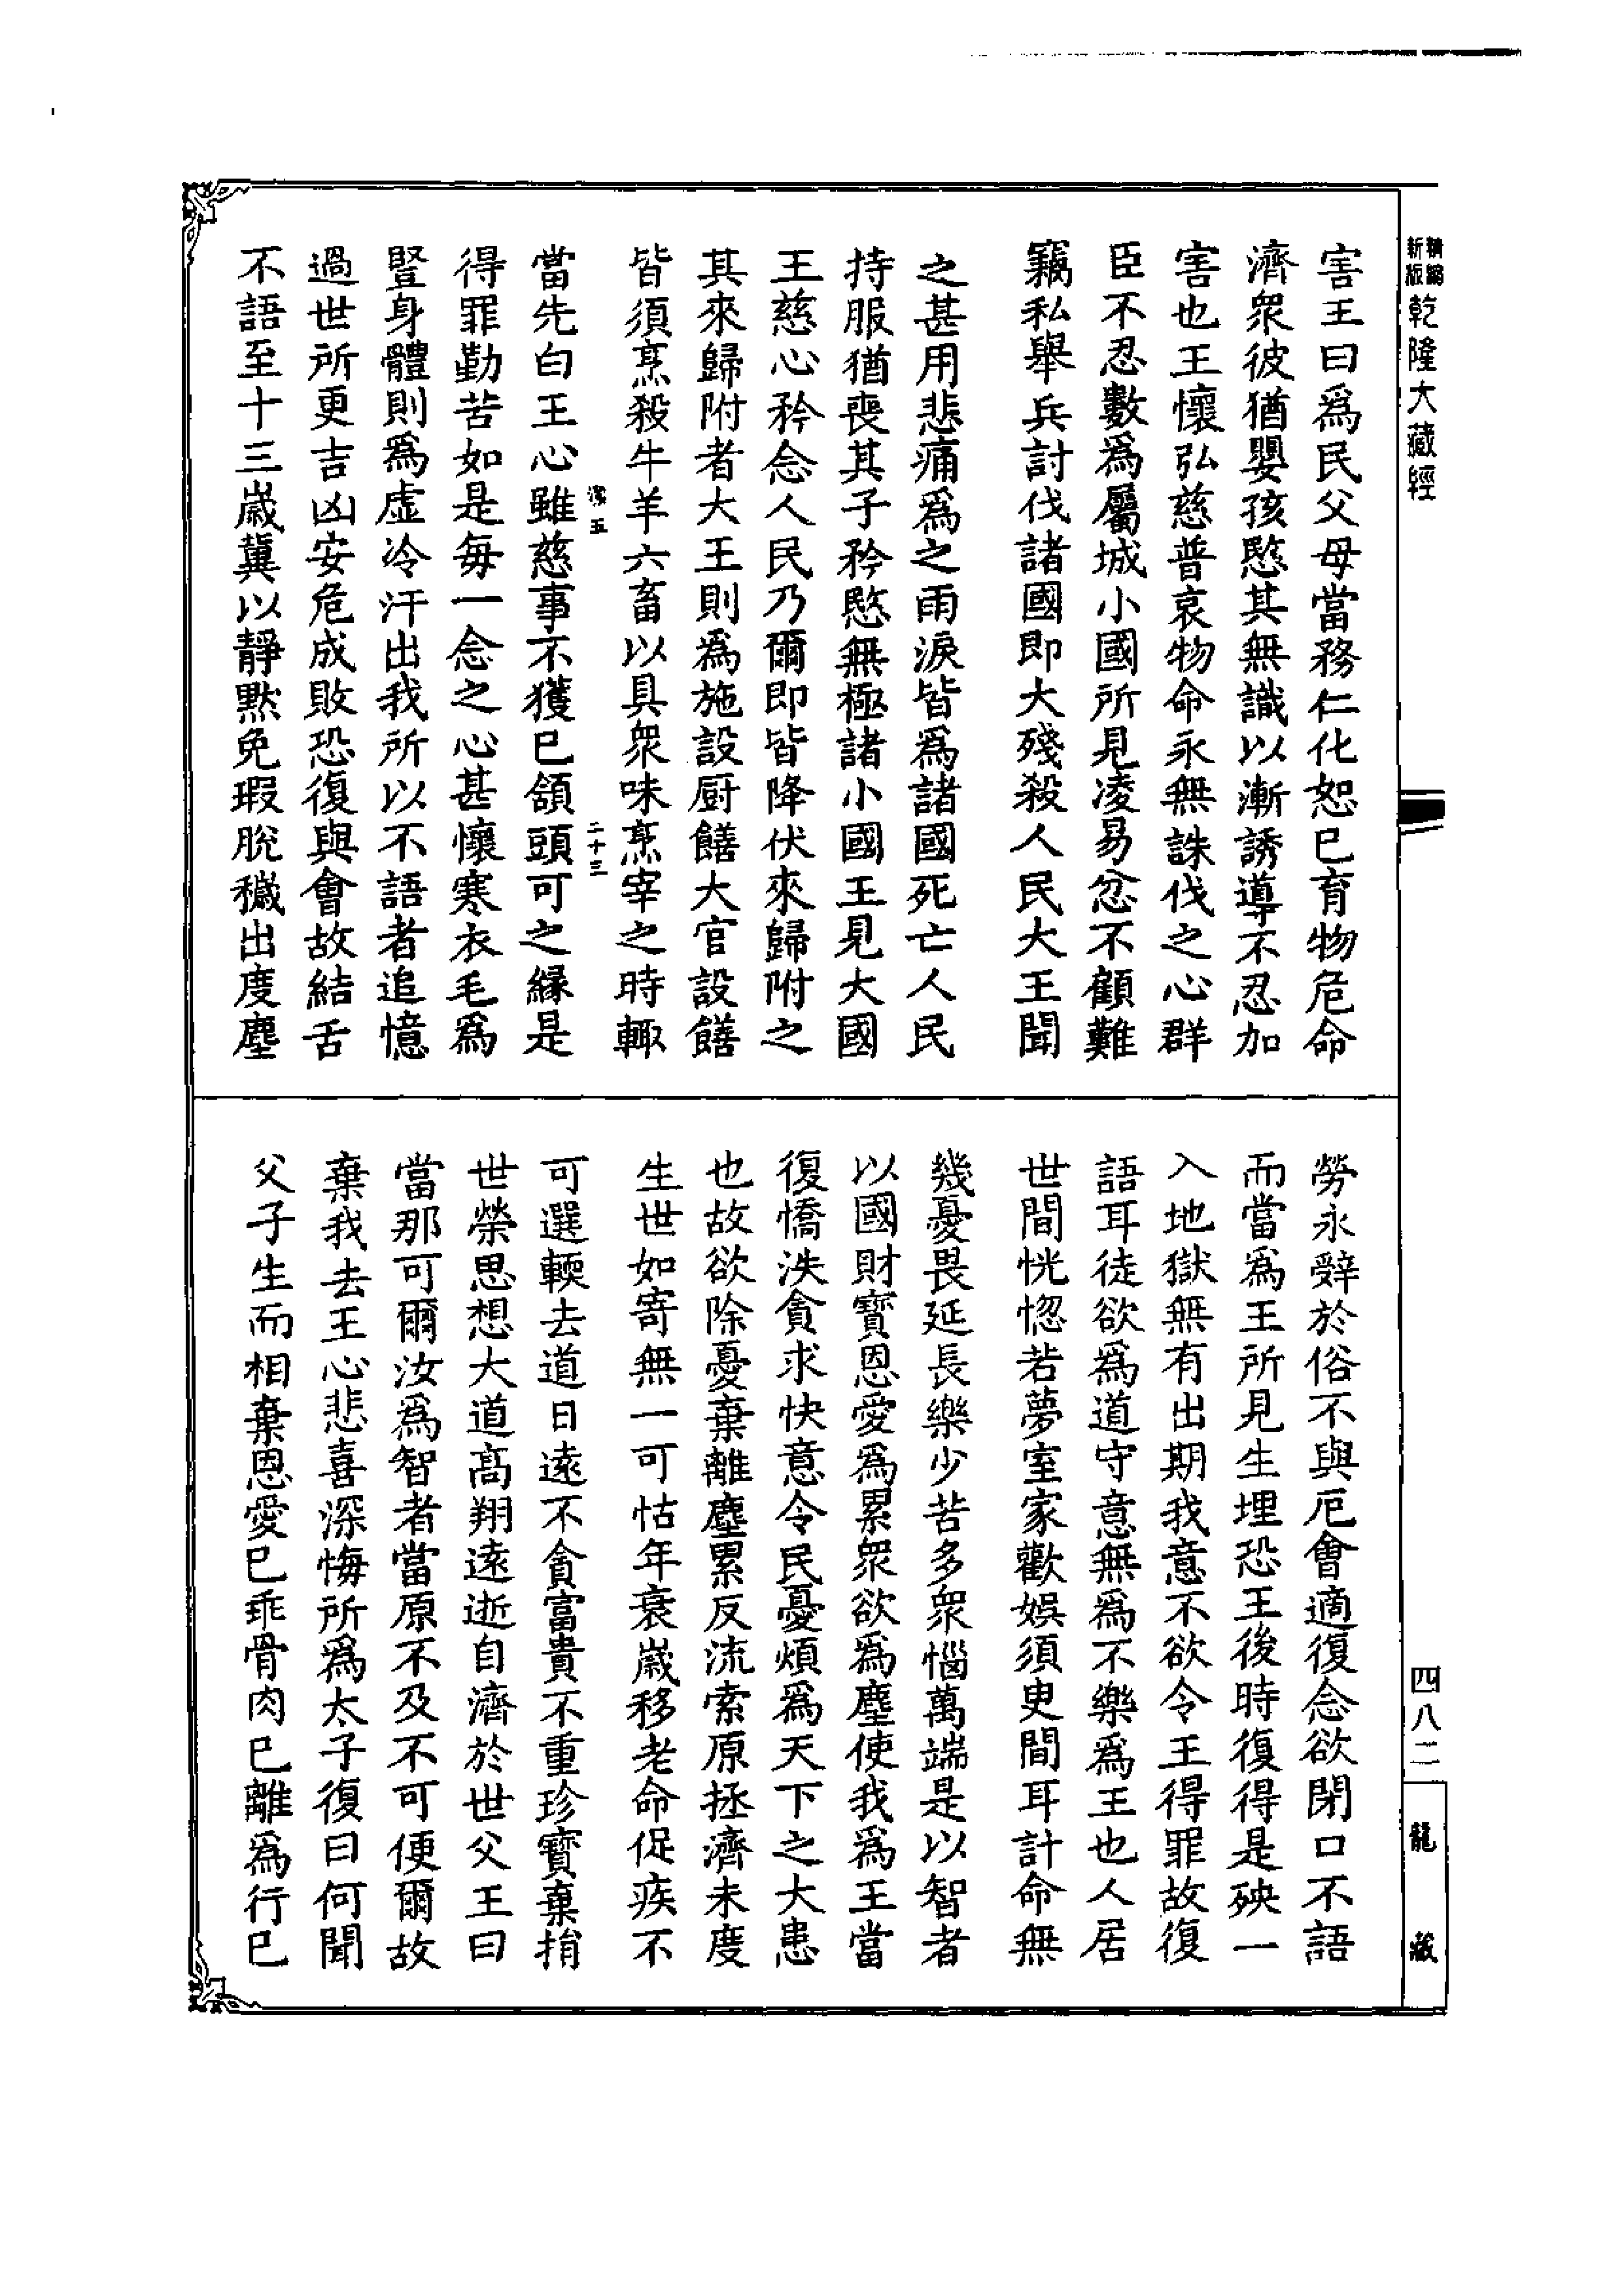 精縮新版
乾隆大藏經
害王曰爲民父母當務仁化恕已育物危命
濟衆彼猶嬰孩愍其無識以漸誘導不忍加
害也王懷弘慈普哀物命永無誅伐之心群
臣不忍數爲屬城小國所見凌易忿不顧難
竊私舉兵討伐諸國即大殘殺人民大王聞
之甚用悲痛爲之雨淚皆爲諸國死亡人民
持服猶喪其子矜愍無極諸小國王見大國
王慈心矜念人民乃爾即皆降伏來歸附之
其來歸附者大王則爲施設厨饍大官設饍
皆須烹殺牛羊六畜以具衆味烹宰之時輙
二十三
當先白王心雖慈事不獲巳頷頭可之縁是
得罪勤苦如是每一念之心甚懷寒衣毛爲
豎身體則爲虛冷汗出我所以不語者追憶
過世所更吉凶安危成敗恐復與會故結舌
不語至十三嵗冀以靜黙免瑕脫穢出度塵
勞永辭於俗不與厄會適復念欲閉口不語
而當爲王所見生埋恐王後時復得是殃一
入地獄無有出期我意不欲令王得罪故復
語耳徒欲爲道守意無爲不樂爲王也人居
世間恍惚若夢室家歡娛須臾間耳計命無
幾憂畏延長樂少苦多衆惱萬端是以智者
以國財寶恩愛爲累衆欲爲塵使我爲王當
復憍泆貪求快意令民憂煩爲天下之大患
也故欲除憂棄離塵累反流索原拯濟未度
生世如寄無一可怙年衰嵗移老命促疾不
可選輭去道日遠不貪富貴不重珍寶棄捐
世榮思想大道高翔遠逝自濟於世父王曰
當那可爾汝爲智者當原不及不可便爾故
棄我去王心悲喜深悔所爲太子復曰何聞
父子生而相棄恩愛巳乖骨肉巳離爲行巳
四八二
龍藏